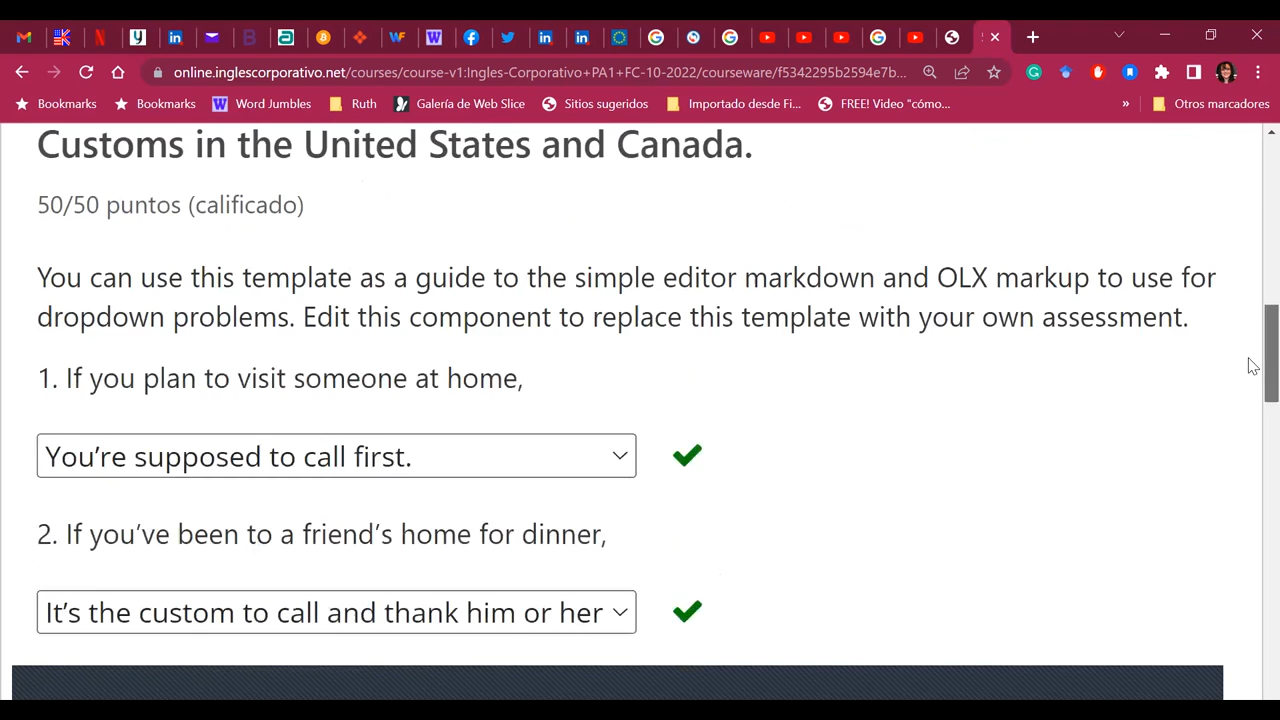 online.inglescorporativo.net/courses/course-v1:Ingles-Corporativo+PA1+FC-10-2022/courseware/f5342295b2594e7b...
Bookmarks Bookmarks Word Jumbles Ruth Galería de Web Slice Sitios sugeridos Importado desde Fi... FREE! Video "cómo... » Otros marcadores
Customs in the United States and Canada.
50/50 puntos (calificado)
You can use this template as a guide to the simple editor markdown and OLX markup to use for
dropdown problems. Edit this component to replace this template with your own assessment.
1. If you plan to visit someone at home,
You’re supposed to call first.
2. If you’ve been to a friend’s home for dinner,
It’s the custom to call and thank him or her